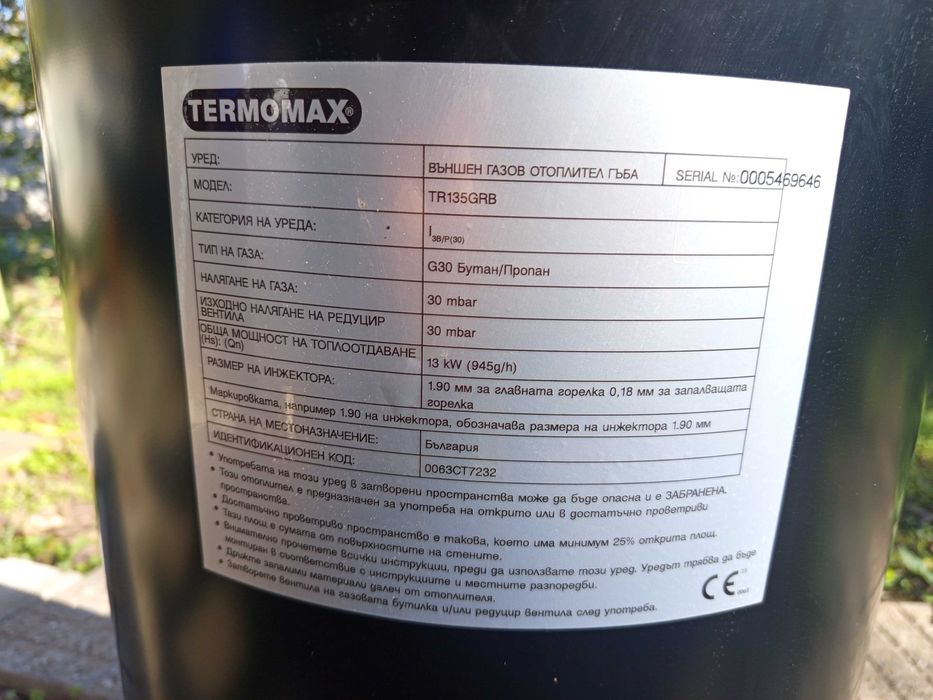 TERMOMAX®
УРЕД: ВЪНШЕН ГАЗОВ ОТОПЛИТЕЛ ГЪБА SERIAL №:0005469646
МОДЕЛ: TR135GRB
КАТЕГОРИЯ НА УРЕДА: I3B/P(30)
ТИП НА ГАЗА: G30 Бутан/Пропан
НАЛЯГАНЕ НА ГАЗА: 30 mbar
ИЗХОДНО НАЛЯГАНЕ НА РЕДУЦИР
ВЕНТИЛА 30 mbar
ОБЩА МОЩНОСТ НА ТОПЛООТДАВАНЕ
(Hs): (Qn) 13 kW (945g/h)
РАЗМЕР НА ИНЖЕКТОРА: 1.90 мм за главната горелка 0,18 мм за запалващата
горелка
Маркировката, например 1.90 на инжектора, обозначава размера на инжектора 1.90 мм
СТРАНА НА МЕСТОНАЗНАЧЕНИЕ: България
ИДЕНТИФИКАЦИОНЕН КОД: 0063CT7232
• Употребата на този уред в затворени пространства може да бъде опасна и е ЗАБРАНЕНА.
• Този отоплител е предназначен за употреба на открито или в достатъчно проветриви
пространства.
• Достатъчно проветриво пространство е такова, което има минимум 25% открита площ.
• Тази площ е сумата от повърхностите на стените.
• Внимателно прочетете всички инструкции, преди да използвате този уред. Уредът трябва да бъде
монтиран в съответствие с инструкциите и местните разпоредби.
• Дръжте запалими материали далеч от отоплителя.
• Затворете вентила на газовата бутилка и/или редуцир вентила след употреба.
CE
0063